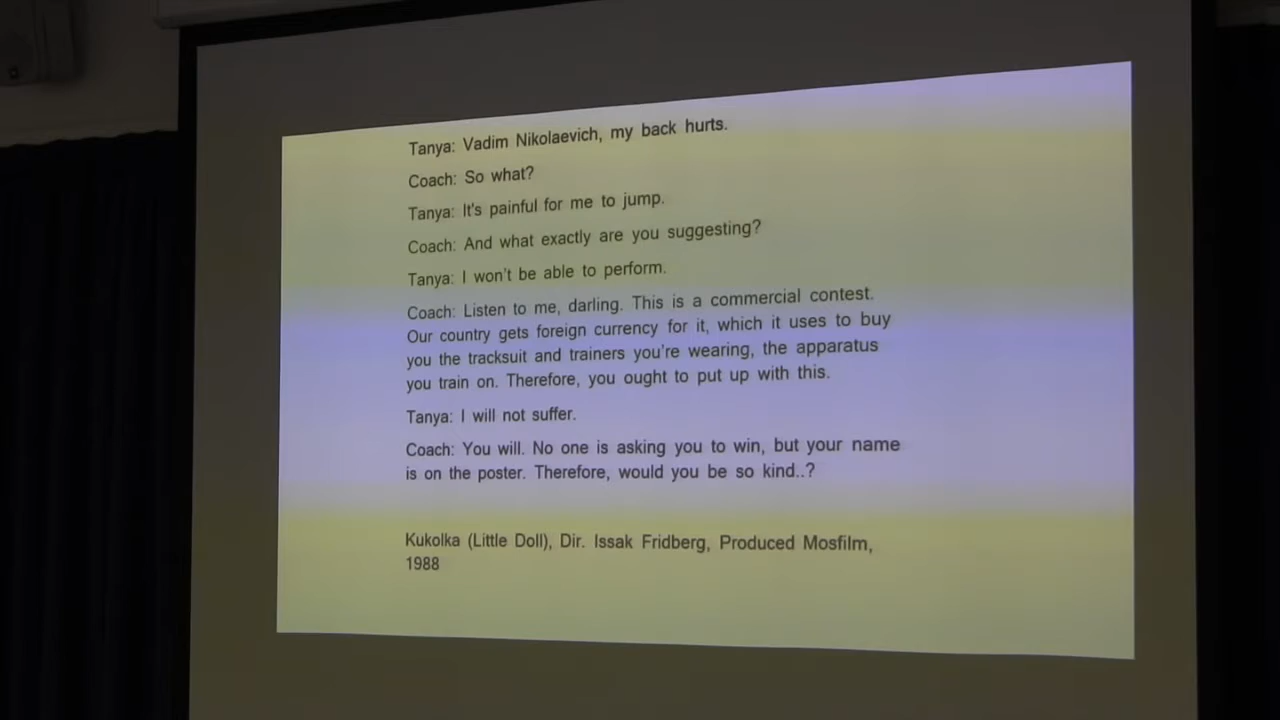 Tanya: Vadim Nikolaevich, my back hurts.
Coach: So what?
Tanya: It's painful for me to jump.
Coach: And what exactly are you suggesting?
Tanya: I won't be able to perform.
Coach: Listen to me, darling. This is a commercial contest.
Our country gets foreign currency for it, which it uses to buy
you the tracksuit and trainers you're wearing, the apparatus
you train on. Therefore, you ought to put up with this.
Tanya: I will not suffer.
Coach: You will. No one is asking you to win, but your name
is on the poster. Therefore, would you be so kind..?
Kukolka (Little Doll), Dir. Issak Fridberg, Produced Mosfilm,
1988